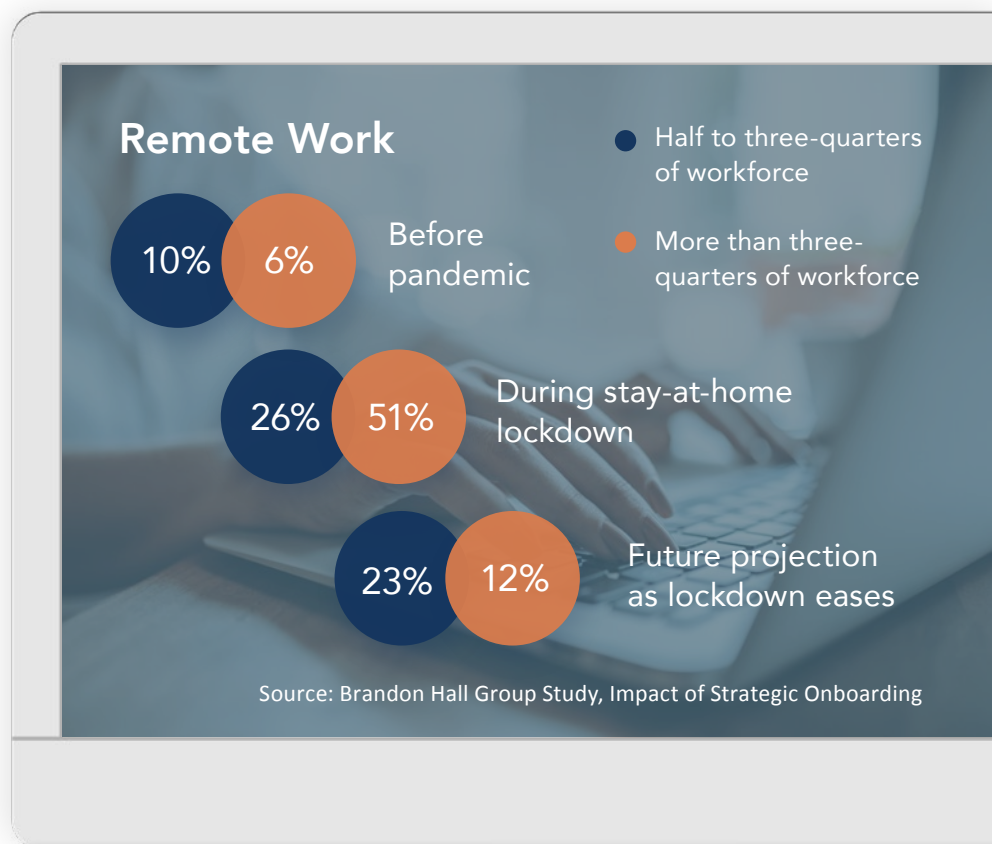 Remote Work
Half to three-quarters
of workforce
More than three-
quarters of workforce
10%
6%
Before
pandemic
26%
51%
During stay-at-home
lockdown
23%
12%
Future projection
as lockdown eases
Source: Brandon Hall Group Study, Impact of Strategic Onboarding